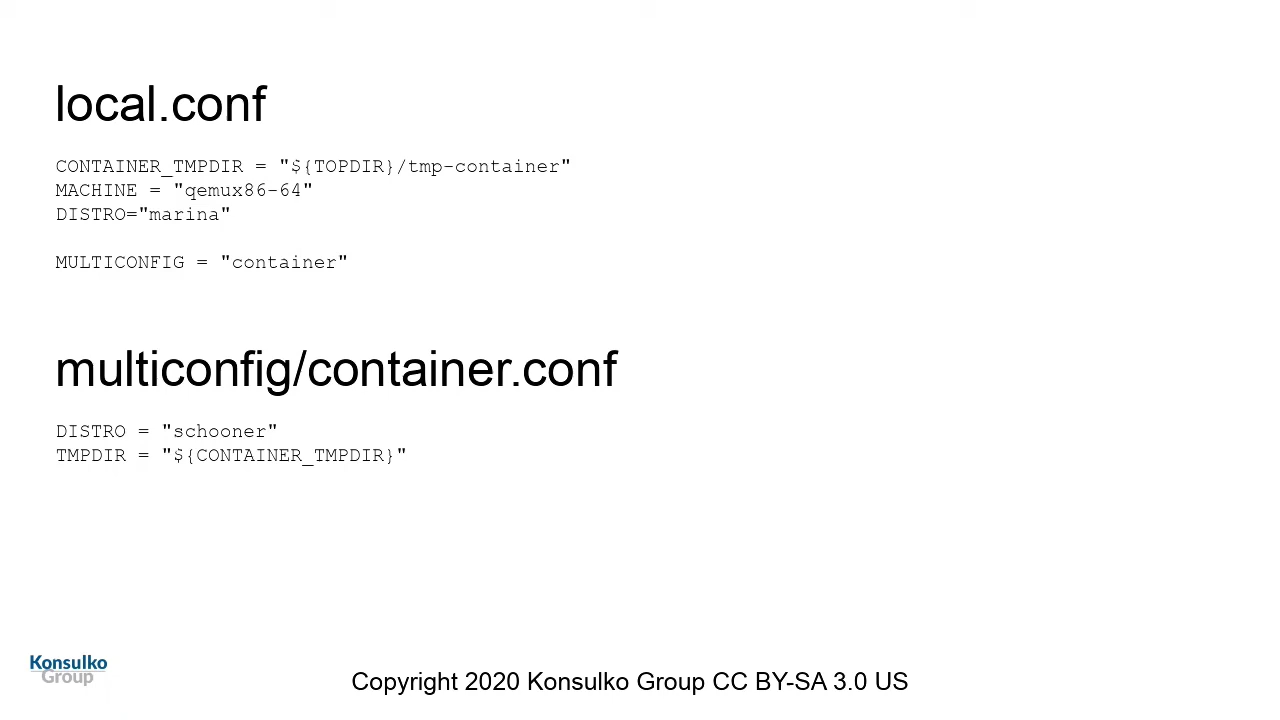 local.conf
CONTAINER_TMPDIR = "${TOPDIR}/tmp-container"
MACHINE = "qemux86-64"
DISTRO="marina"
MULTICONFIG = "container"
multiconfig/container.conf
DISTRO = "schooner"
TMPDIR = "${CONTAINER_TMPDIR}"
Konsulko
Group
Copyright 2020 Konsulko Group CC BY-SA 3.0 US